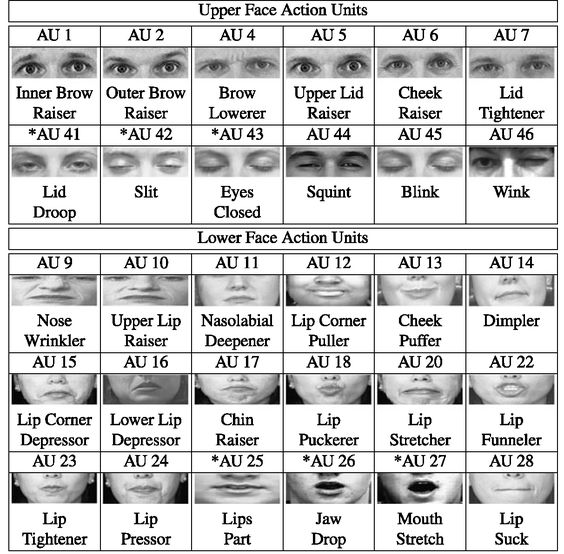 Upper Face Action Units
AU 1 AU 2 AU 4 AU 5 AU 6 AU 7
Inner Brow Outer Brow Brow Upper Lid Cheek Lid
Raiser Raiser Lowerer Raiser Raiser Tightener
*AU 41 *AU 42 *AU 43 AU 44 AU 45 AU 46
Lid Slit Eyes Squint Blink Wink
Droop Closed
Lower Face Action Units
AU 9 AU 10 AU 11 AU 12 AU 13 AU 14
Nose Upper Lip Nasolabial Lip Corner Cheek Dimpler
Wrinkler Raiser Deepener Puller Puffer
AU 15 AU 16 AU 17 AU 18 AU 20 AU 22
Lip Corner Lower Lip Chin Lip Lip Lip
Depressor Depressor Raiser Puckerer Stretcher Funneler
AU 23 AU 24 *AU 25 *AU 26 *AU 27 AU 28
Lip Lip Lips Jaw Mouth Lip
Tightener Pressor Part Drop Stretch Suck